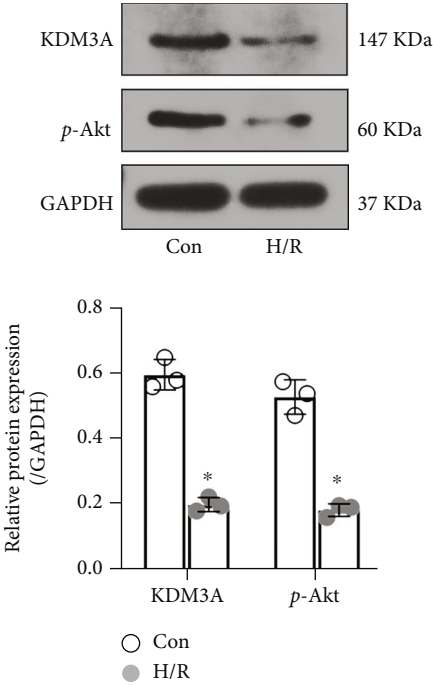 KDM3A 147 KDa
p-Akt 60 KDa
GAPDH 37 KDa
Con H/R
Relative protein expression
(/GAPDH)
0.8
0.6
0.4
0.2
0.0
* *
KDM3A p-Akt
Con
H/R